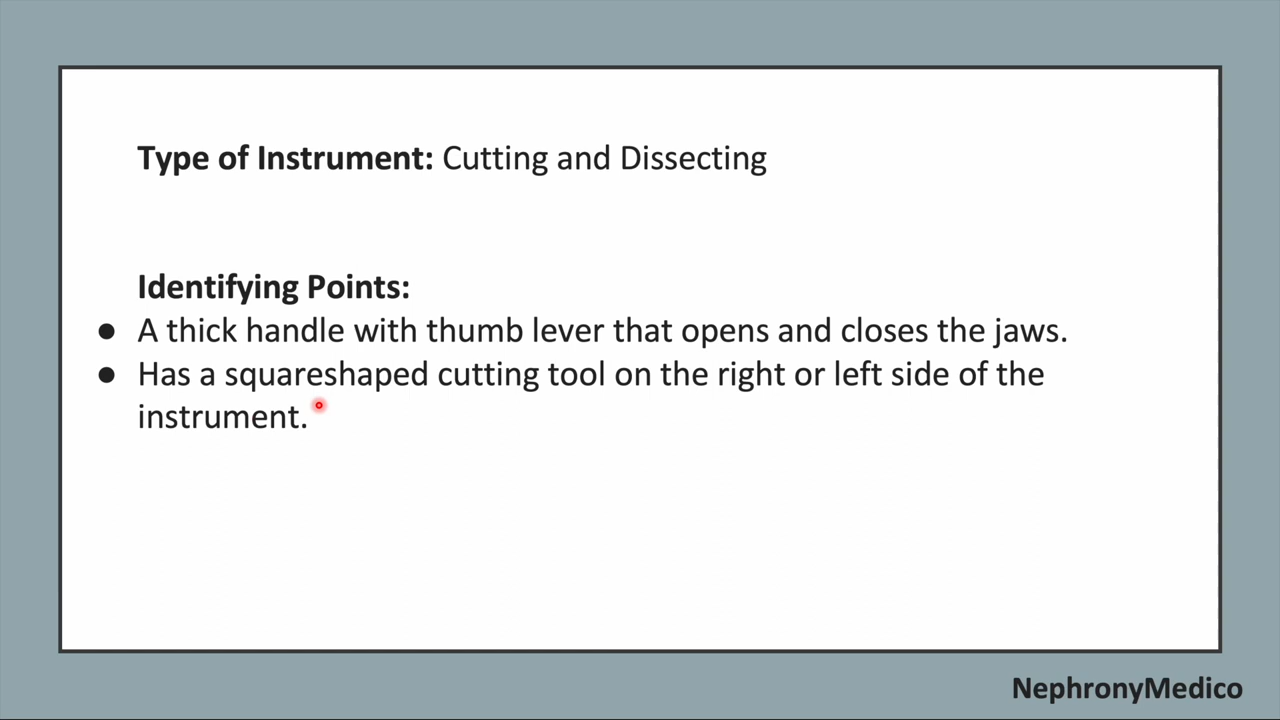 Type of Instrument: Cutting and Dissecting
Identifying Points:
● A thick handle with thumb lever that opens and closes the jaws.
● Has a squareshaped cutting tool on the right or left side of the
instrument.
NephronyMedico